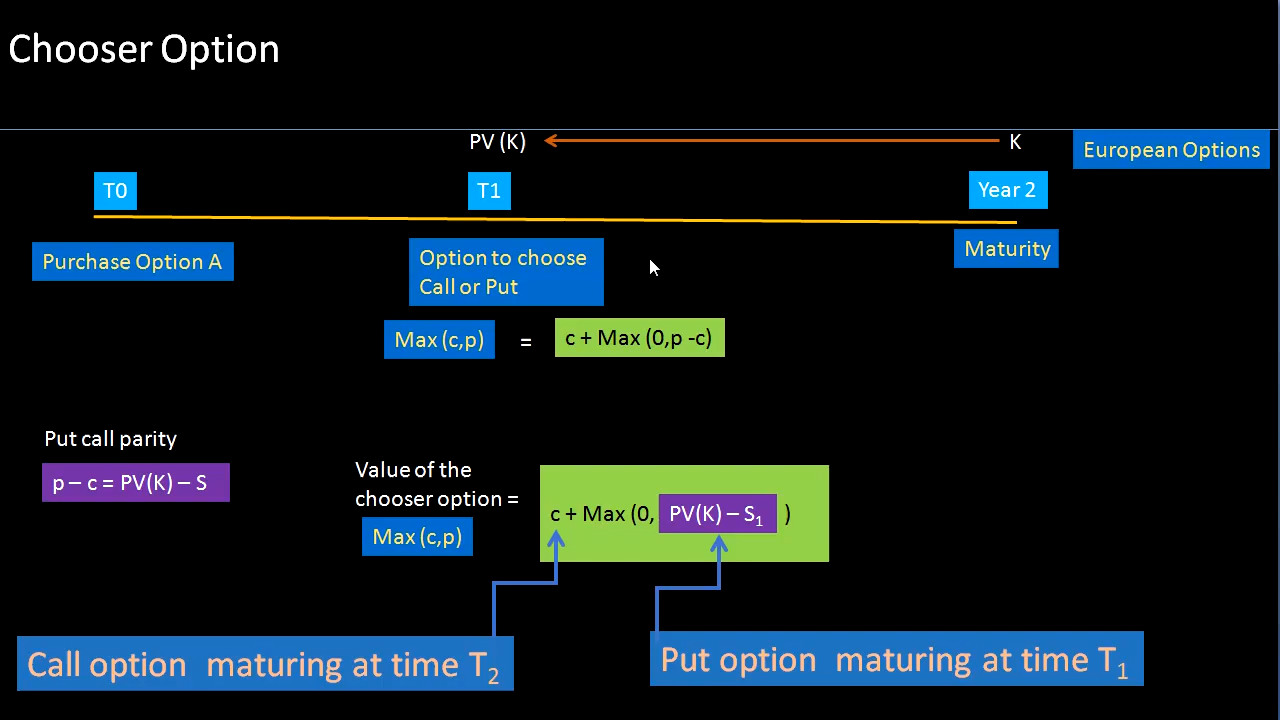 Chooser Option
PV (K)
K
European Options
T0
T1
Year 2
Purchase Option A
Option to choose
Call or Put
Maturity
Max (c,p)
=
c + Max (0,p -c)
Put call parity
p – c = PV(K) – S
Value of the
chooser option =
Max (c,p)
c + Max (0, PV(K) – S1 )
Call option maturing at time T2
Put option maturing at time T1